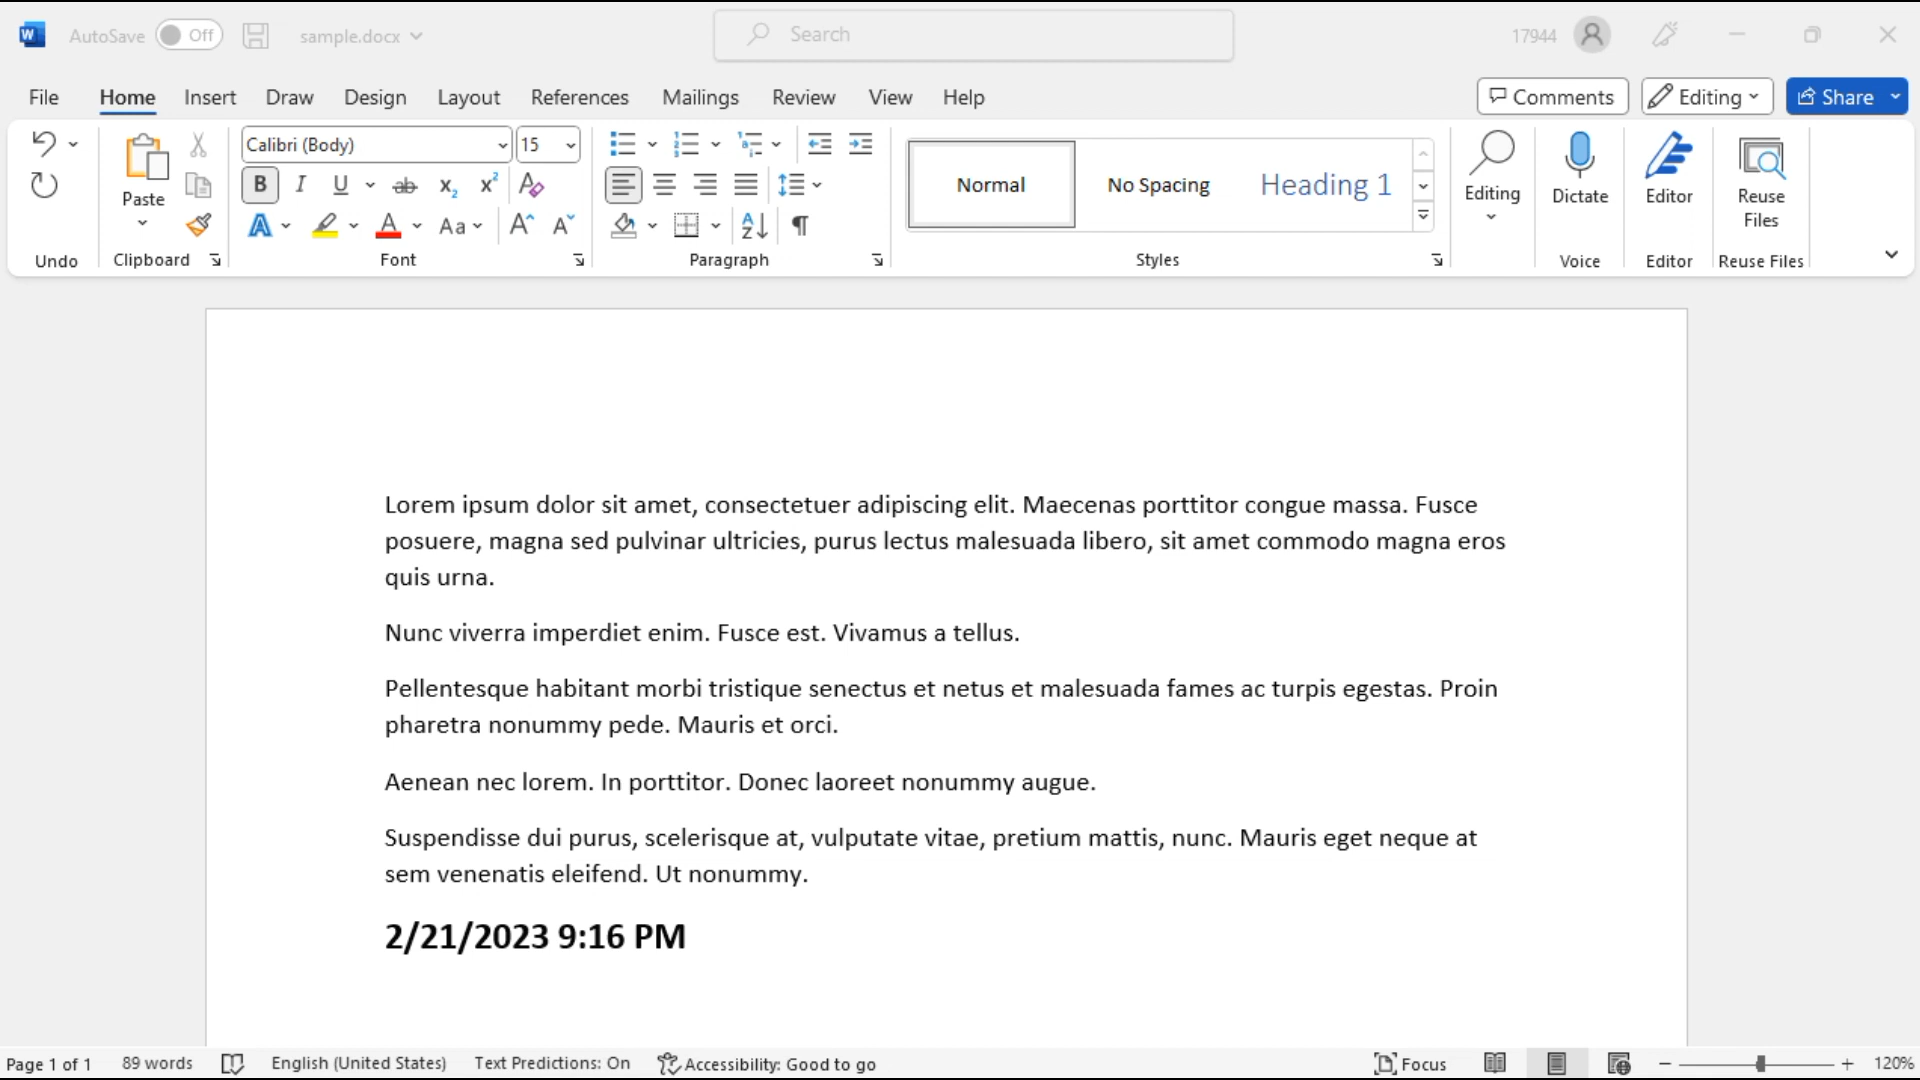 AutoSave Off sample.docx Search 17944
File Home Insert Draw Design Layout References Mailings Review View Help Comments Editing Share
Calibri (Body) 15
Paste
B I U ab x₂ x² A
A A Aa A A
Normal No Spacing Heading 1
Editing Dictate Editor Reuse Files
Undo Clipboard Font Paragraph Styles Voice Editor Reuse Files
Lorem ipsum dolor sit amet, consectetuer adipiscing elit. Maecenas porttitor congue massa. Fusce
posuere, magna sed pulvinar ultricies, purus lectus malesuada libero, sit amet commodo magna eros
quis urna.
Nunc viverra imperdiet enim. Fusce est. Vivamus a tellus.
Pellentesque habitant morbi tristique senectus et netus et malesuada fames ac turpis egestas. Proin
pharetra nonummy pede. Mauris et orci.
Aenean nec lorem. In porttitor. Donec laoreet nonummy augue.
Suspendisse dui purus, scelerisque at, vulputate vitae, pretium mattis, nunc. Mauris eget neque at
sem venenatis eleifend. Ut nonummy.
2/21/2023 9:16 PM
Page 1 of 1 89 words English (United States) Text Predictions: On Accessibility: Good to go Focus 120%